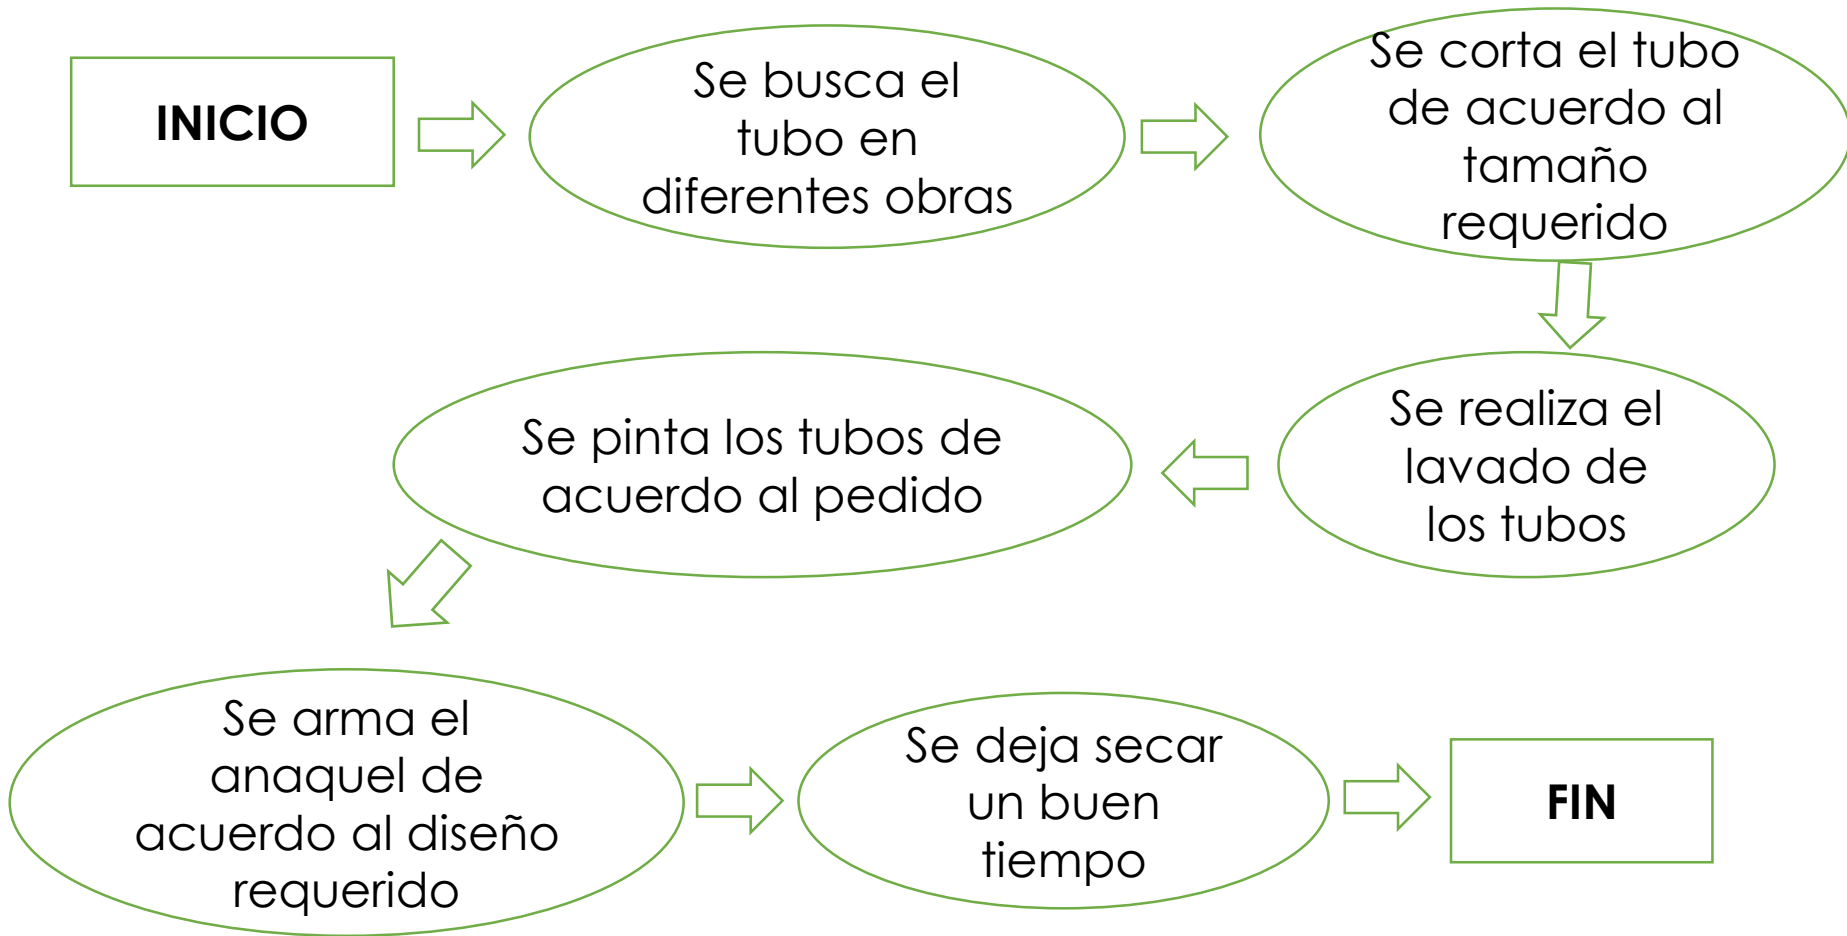 INICIO
Se busca el
tubo en
diferentes obras
Se corta el tubo
de acuerdo al
tamaño
requerido
Se realiza el
lavado de
los tubos
Se pinta los tubos de
acuerdo al pedido
Se arma el
anaquel de
acuerdo al diseño
requerido
Se deja secar
un buen
tiempo
FIN